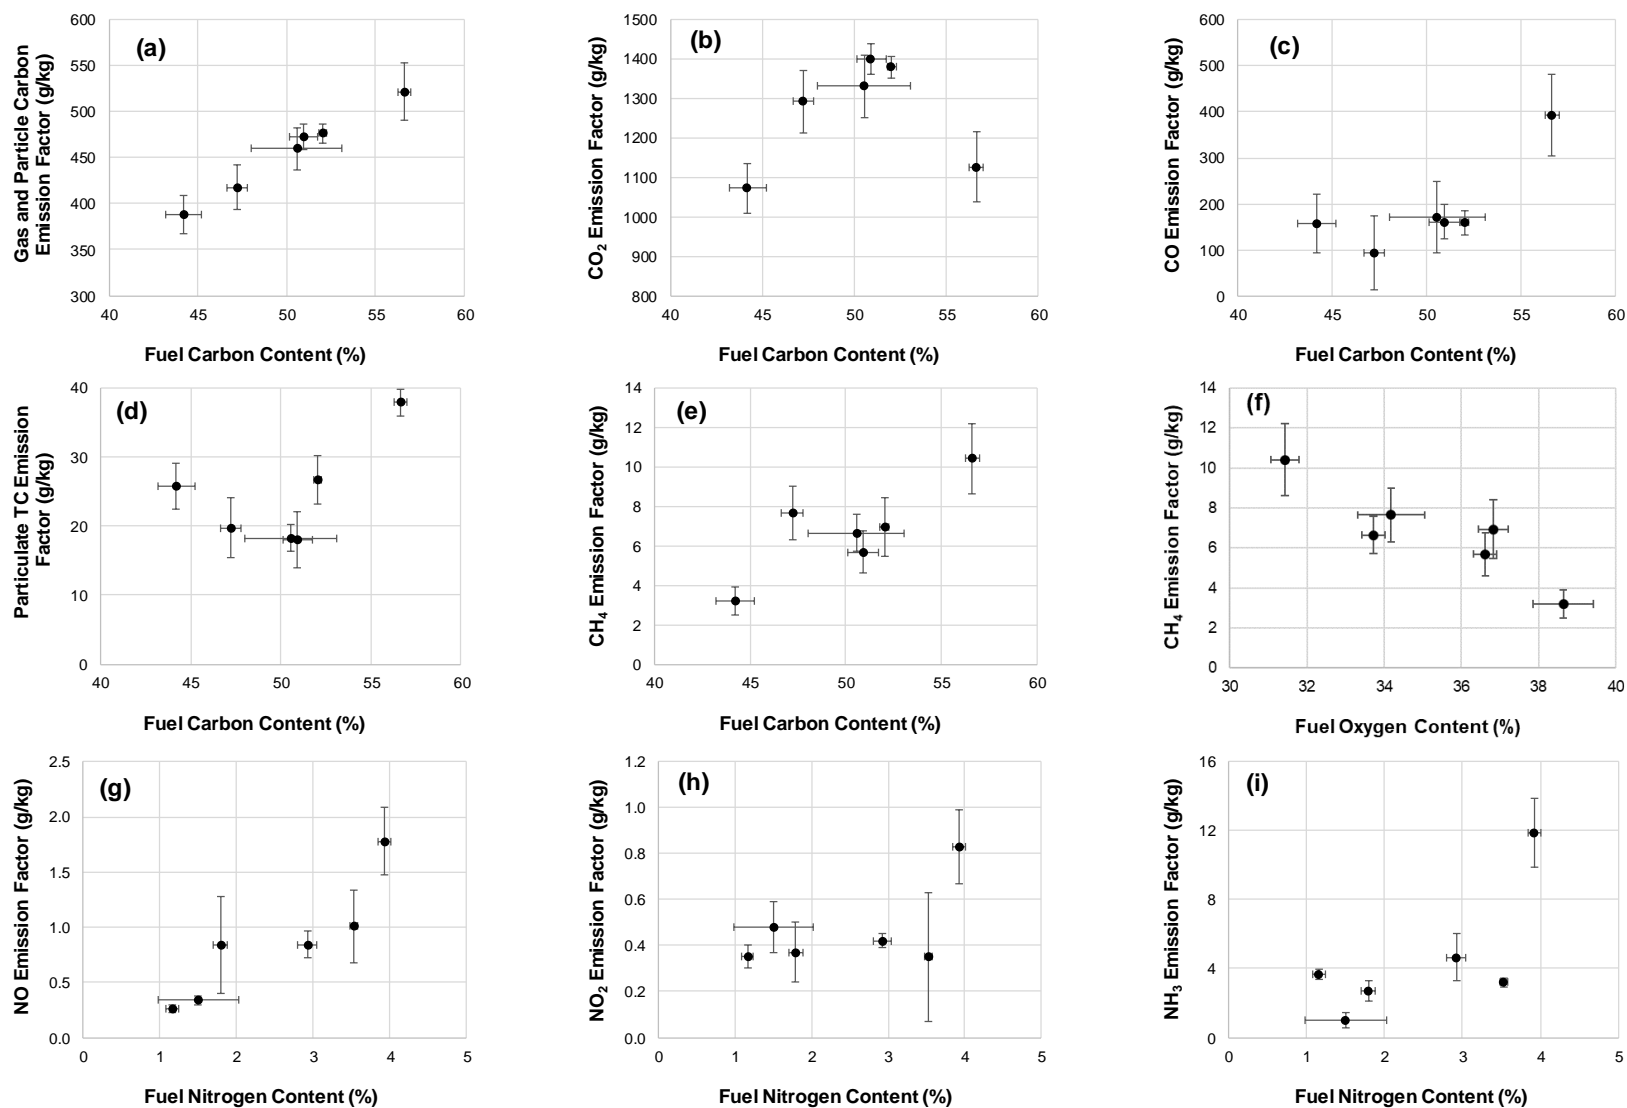 (a)
Gas and Particle Carbon
Emission Factor (g/kg)
600
550
500
450
400
350
300
40 45 50 55 60
Fuel Carbon Content (%)
(b)
CO₂ Emission Factor (g/kg)
1500
1400
1300
1200
1100
1000
900
800
40 45 50 55 60
Fuel Carbon Content (%)
(c)
CO Emission Factor (g/kg)
600
500
400
300
200
100
0
40 45 50 55 60
Fuel Carbon Content (%)
(d)
Particulate TC Emission
Factor (g/kg)
40
30
20
10
0
40 45 50 55 60
Fuel Carbon Content (%)
(e)
CH₄ Emission Factor (g/kg)
14
12
10
8
6
4
2
0
40 45 50 55 60
Fuel Carbon Content (%)
(f)
CH₄ Emission Factor (g/kg)
14
12
10
8
6
4
2
0
30 32 34 36 38 40
Fuel Oxygen Content (%)
(g)
NO Emission Factor (g/kg)
2.5
2.0
1.5
1.0
0.5
0.0
0 1 2 3 4 5
Fuel Nitrogen Content (%)
(h)
NO₂ Emission Factor (g/kg)
1.2
1.0
0.8
0.6
0.4
0.2
0.0
0 1 2 3 4 5
Fuel Nitrogen Content (%)
(i)
NH₃ Emission Factor (g/kg)
16
12
8
4
0
0 1 2 3 4 5
Fuel Nitrogen Content (%)